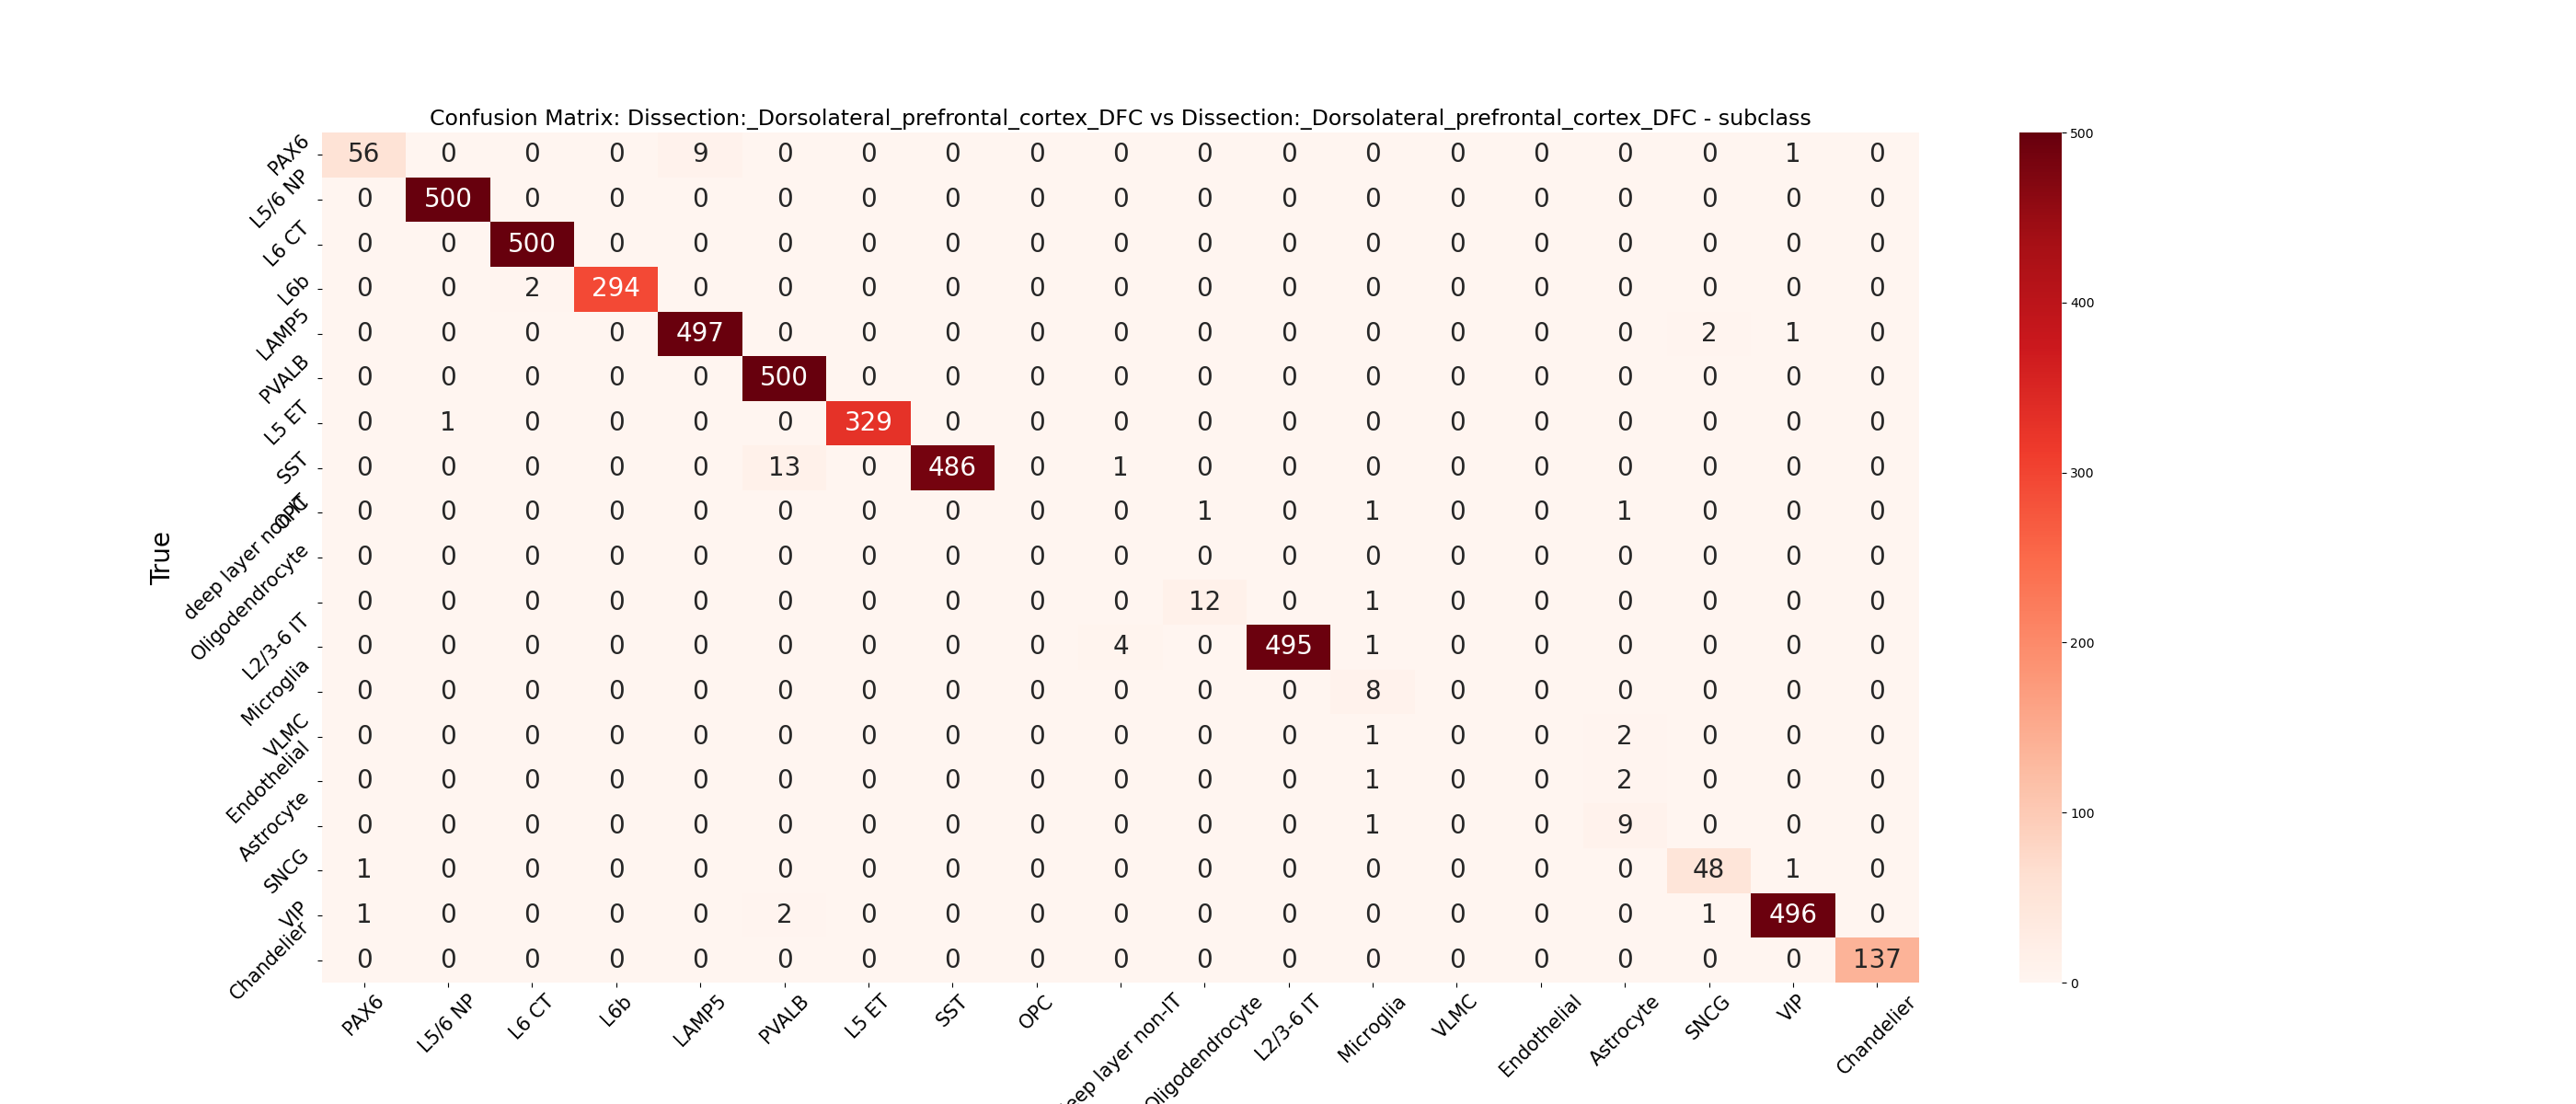 Confusion Matrix: Dissection:_Dorsolateral_prefrontal_cortex_DFC vs Dissection:_Dorsolateral_prefrontal_cortex_DFC - subclass
PAX6 56 0 0 0 9 0 0 0 0 0 0 0 0 0 0 0 0 1 0
L5/6 NP 0 500 0 0 0 0 0 0 0 0 0 0 0 0 0 0 0 0 0
L6 CT 0 0 500 0 0 0 0 0 0 0 0 0 0 0 0 0 0 0 0
L6b 0 0 2 294 0 0 0 0 0 0 0 0 0 0 0 0 0 0 0
LAMP5 0 0 0 0 497 0 0 0 0 0 0 0 0 0 0 0 2 1 0
PVALB 0 0 0 0 0 500 0 0 0 0 0 0 0 0 0 0 0 0 0
L5 ET 0 1 0 0 0 0 329 0 0 0 0 0 0 0 0 0 0 0 0
SST 0 0 0 0 0 13 0 486 0 1 0 0 0 0 0 0 0 0 0
OPC 0 0 0 0 0 0 0 0 0 0 1 0 1 0 0 1 0 0 0
deep layer non-IT 0 0 0 0 0 0 0 0 0 0 0 0 0 0 0 0 0 0 0
Oligodendrocyte 0 0 0 0 0 0 0 0 0 0 12 0 1 0 0 0 0 0 0
L2/3-6 IT 0 0 0 0 0 0 0 0 0 4 0 495 1 0 0 0 0 0 0
Microglia 0 0 0 0 0 0 0 0 0 0 0 0 8 0 0 0 0 0 0
VLMC 0 0 0 0 0 0 0 0 0 0 0 0 1 0 0 2 0 0 0
Endothelial 0 0 0 0 0 0 0 0 0 0 0 0 1 0 0 2 0 0 0
Astrocyte 0 0 0 0 0 0 0 0 0 0 0 0 1 0 0 9 0 0 0
SNCG 1 0 0 0 0 0 0 0 0 0 0 0 0 0 0 0 48 1 0
VIP 1 0 0 0 0 2 0 0 0 0 0 0 0 0 0 0 1 496 0
Chandelier 0 0 0 0 0 0 0 0 0 0 0 0 0 0 0 0 0 0 137
True
PAX6 L5/6 NP L6 CT L6b LAMP5 PVALB L5 ET SST OPC eep layer non-IT Oligodendrocyte L2/3-6 IT Microglia VLMC Endothelial Astrocyte SNCG VIP Chandelier
500
400
300
200
100
0